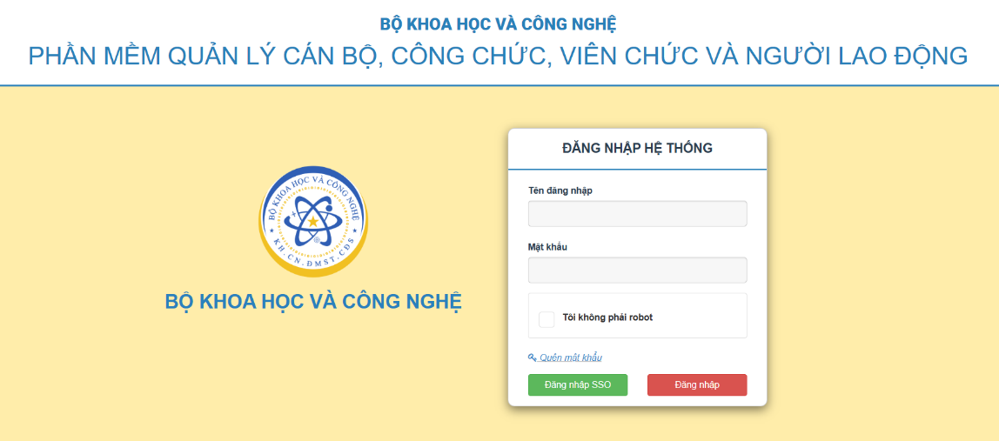 BỘ KHOA HỌC VÀ CÔNG NGHỆ
PHẦN MỀM QUẢN LÝ CÁN BỘ, CÔNG CHỨC, VIÊN CHỨC VÀ NGƯỜI LAO ĐỘNG
BỘ KHOA HỌC VÀ CÔNG NGHỆ
KH.CN.ĐMST.CĐS
BỘ KHOA HỌC VÀ CÔNG NGHỆ
ĐĂNG NHẬP HỆ THỐNG
Tên đăng nhập
Mật khẩu
Tôi không phải robot
Quên mật khẩu
Đăng nhập SSO
Đăng nhập